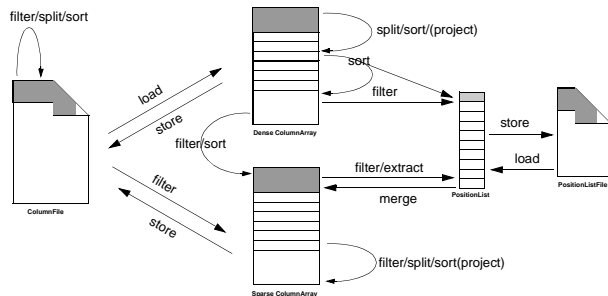 filter/split/sort
split/sort/(project)
sort
load
store
filter
Dense ColumnArray
filter/sort
store
load
PositionList
PositionListFile
ColumnFile
filter
store
filter/extract
merge
filter/split/sort(project)
Sparse ColumnArray